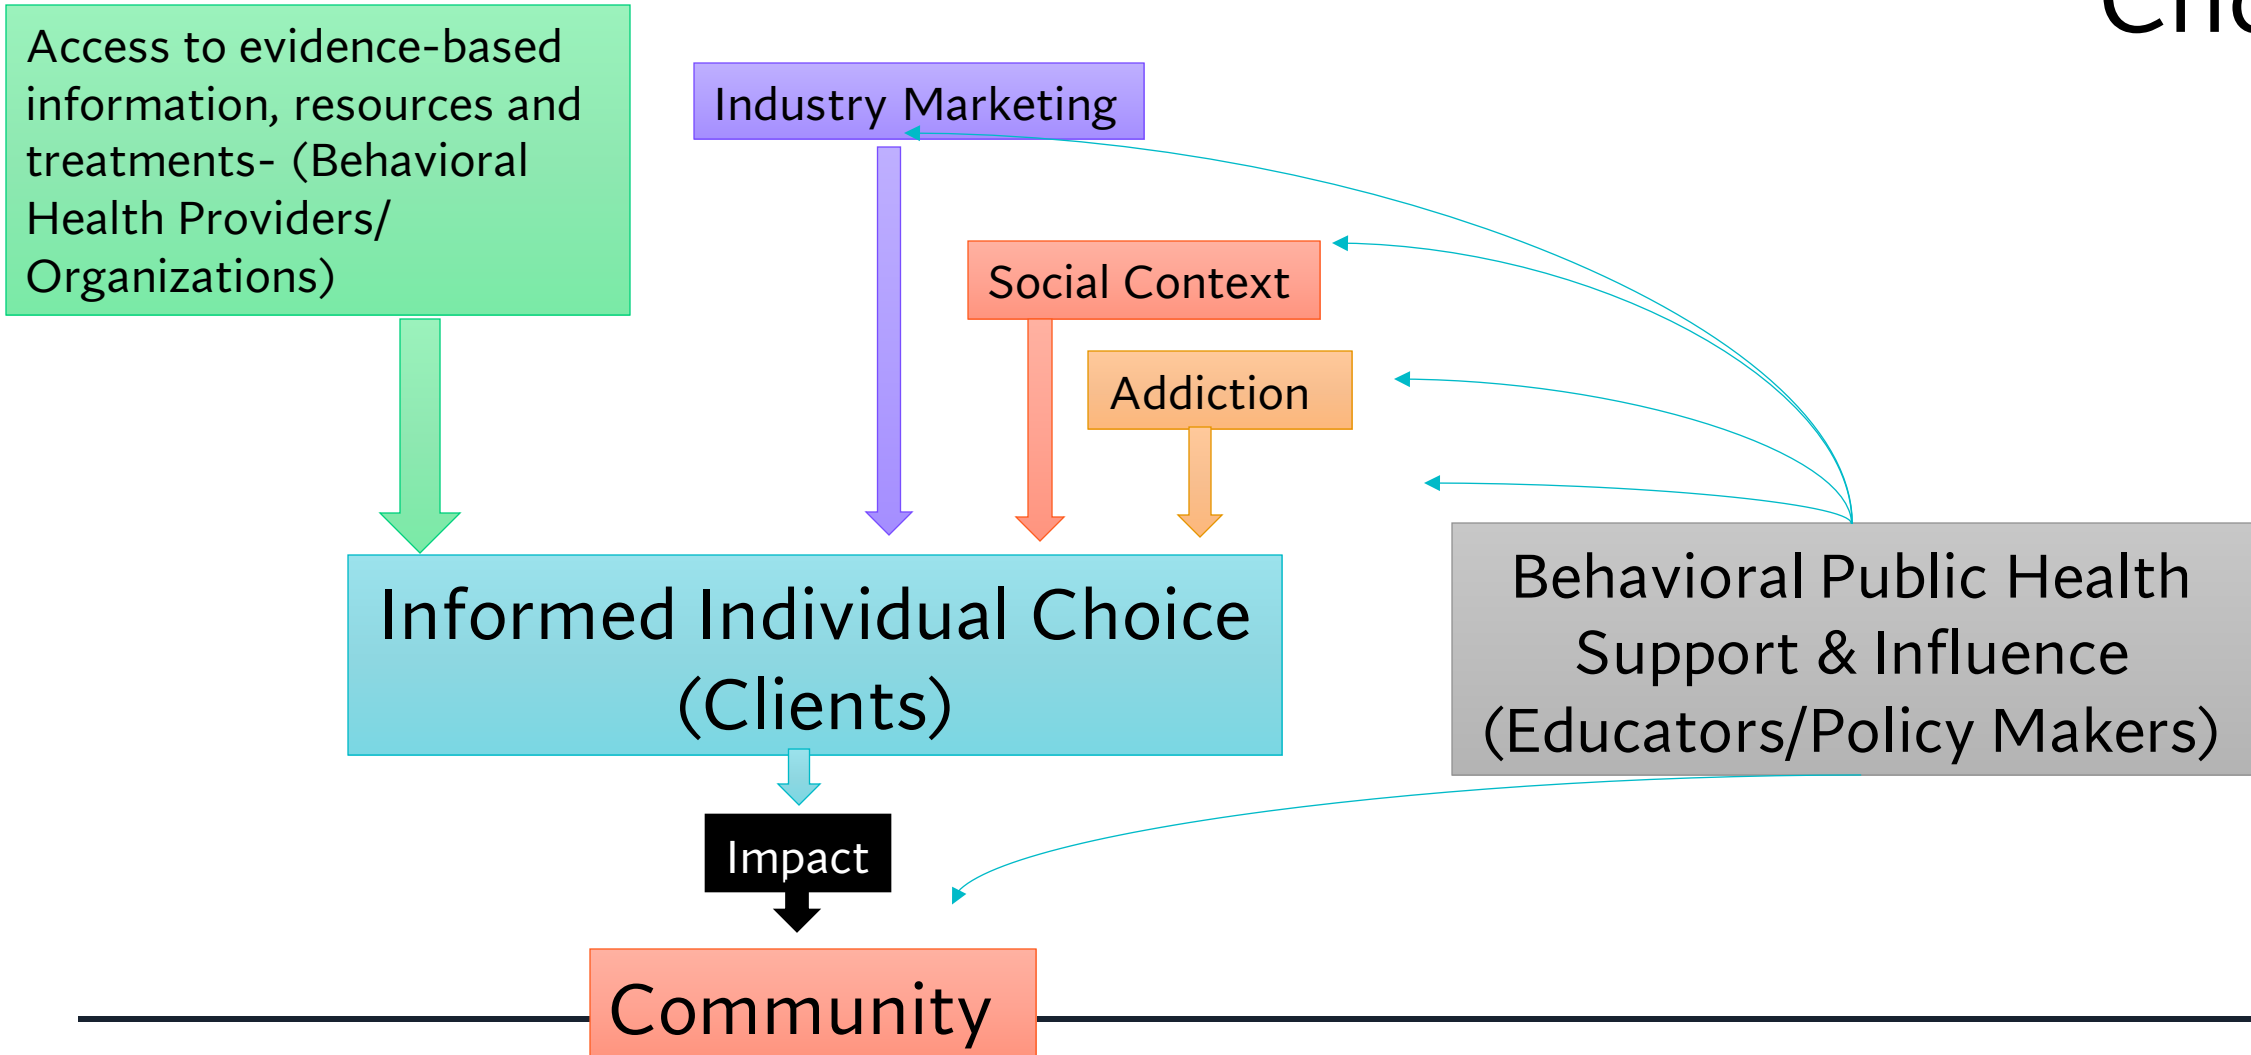 Access to evidence-based
information, resources and
treatments- (Behavioral
Health Providers/
Organizations)
Industry Marketing
Social Context
Addiction
Informed Individual Choice
(Clients)
Behavioral Public Health
Support & Influence
(Educators/Policy Makers)
Impact
Community